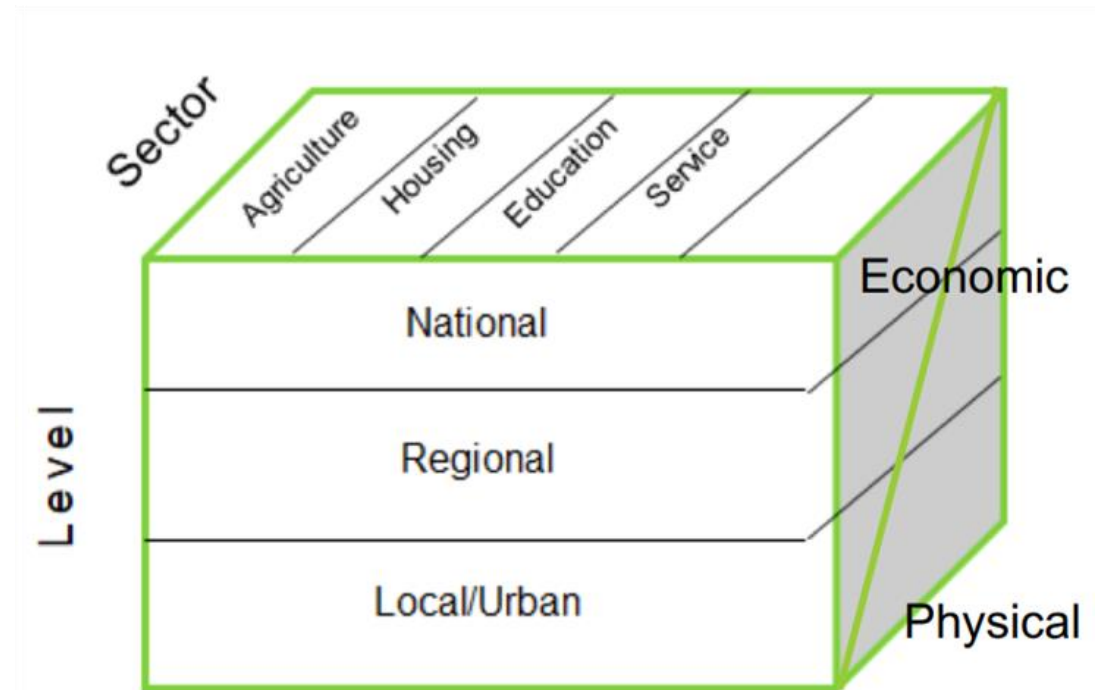 Sector
Agriculture
Housing
Education
Service
Economic
National
Level
Regional
Local/Urban
Physical